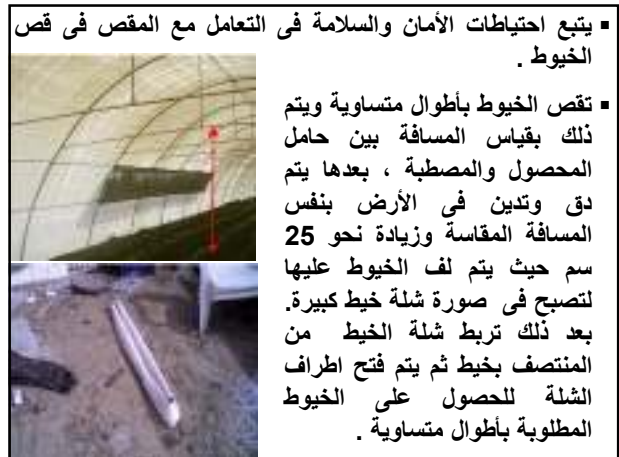 ▪ يتبع احتياطات الأمان والسلامة فى التعامل مع المقص فى قص
الخيوط .
▪ تقص الخيوط بأطوال متساوية ويتم
ذلك بقياس المسافة بين حامل
المحصول والمصطبة ، بعدها يتم
دق وتدين فى الأرض بنفس
المسافة المقاسة وزيادة نحو 25
سم حيث يتم لف الخيوط عليها
لتصبح فى صورة شلة خيط كبيرة.
بعد ذلك تربط شلة الخيط من
المنتصف بخيط ثم يتم فتح اطراف
الشلة للحصول على الخيوط
المطلوبة بأطوال متساوية .